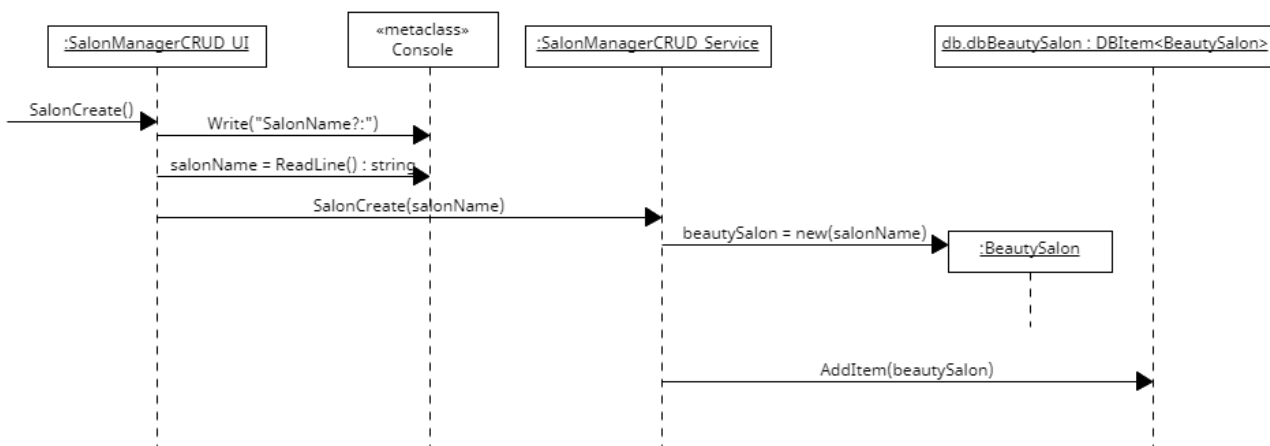 :SalonManagerCRUD_UI
«metaclass»
Console
:SalonManagerCRUD_Service
db.dbBeautySalon : DBItem<BeautySalon>
SalonCreate()
Write("SalonName?:")
salonName = ReadLine() : string
SalonCreate(salonName)
beautySalon = new(salonName)
:BeautySalon
AddItem(beautySalon)